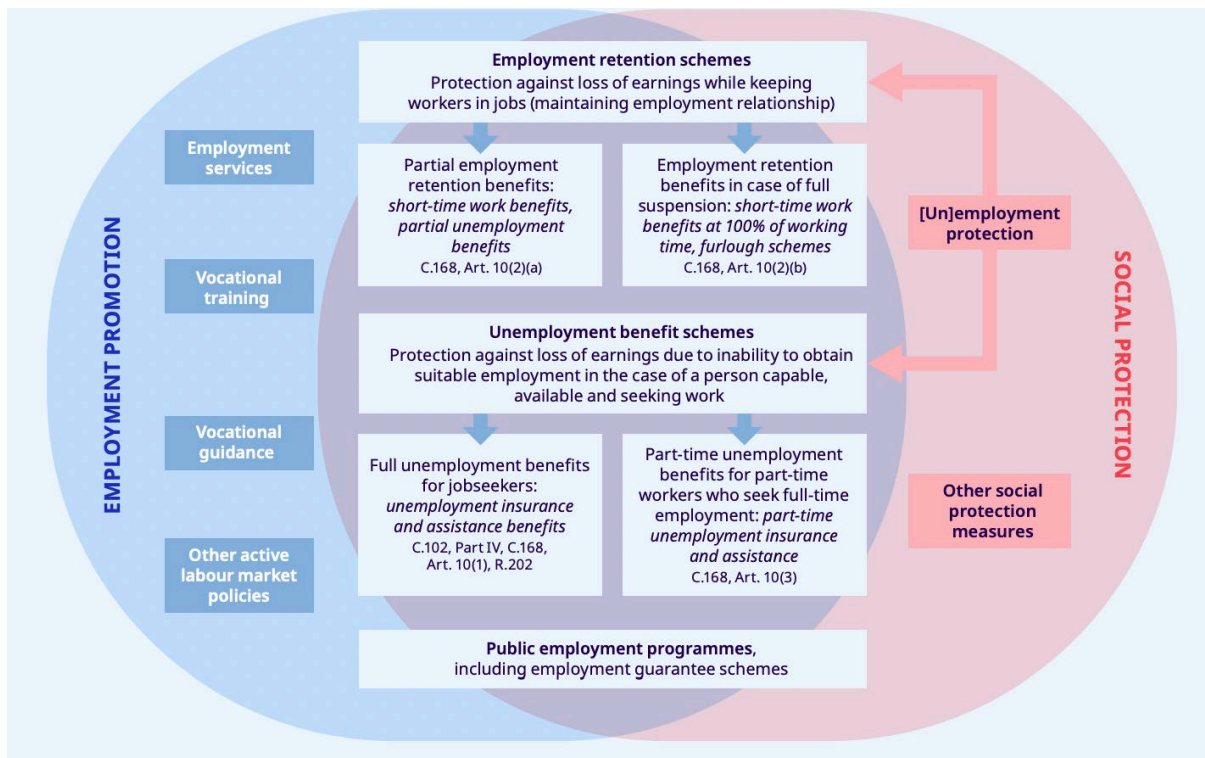 Employment retention schemes
Protection against loss of earnings while keeping
workers in jobs (maintaining employment relationship)
Employment
services
Partial employment
retention benefits:
short-time work benefits,
partial unemployment
benefits
C.168, Art. 10(2)(a)
Employment retention
benefits in case of full
suspension: short-time work
benefits at 100% of working
time, furlough schemes
C.168, Art. 10(2)(b)
[Un]employment
protection
EMPLOYMENT PROMOTION
Vocational
training
SOCIAL PROTECTION
Unemployment benefit schemes
Protection against loss of earnings due to inability to obtain
suitable employment in the case of a person capable,
available and seeking work
Vocational
guidance
Full unemployment benefits
for jobseekers:
unemployment insurance
and assistance benefits
C.102, Part IV, C.168,
Art. 10(1), R.202
Part-time unemployment
benefits for part-time
workers who seek full-time
employment: part-time
unemployment insurance
and assistance
C.168, Art. 10(3)
Other social
protection
measures
Other active
labour market
policies
Public employment programmes,
including employment guarantee schemes